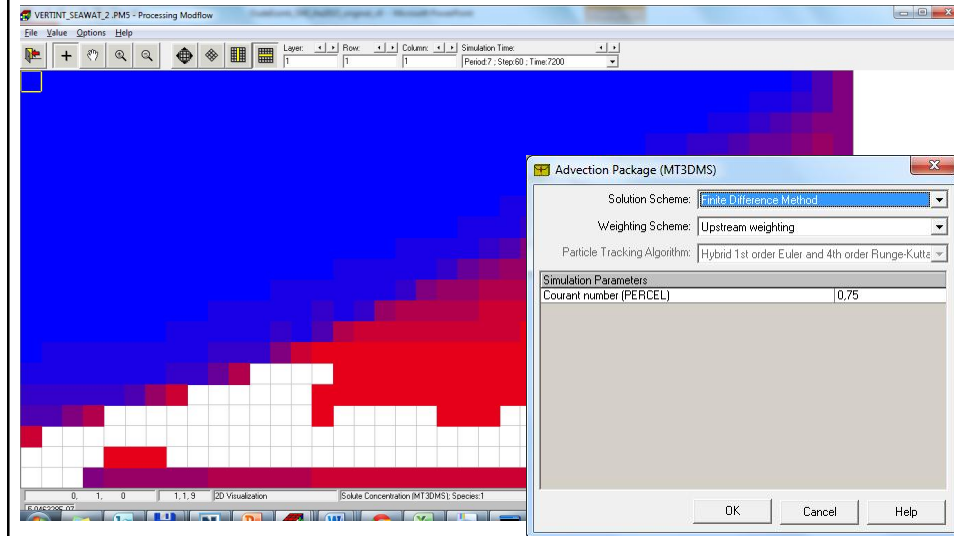 VERTINT_SEAWAT_2 .PM5 - Processing Modflow
File Value Options Help
Layer: Row: Column: Simulation Time:
1 1 1 Period:7 ; Step:60 ; Time:7200
Advection Package (MT3DMS)
Solution Scheme: Finite Difference Method
Weighting Scheme: Upstream weighting
Particle Tracking Algorithm: Hybrid 1st order Euler and 4th order Runge-Kutta
Simulation Parameters
Courant number (PERCEL) 0,75
OK Cancel Help
0, 1, 0 1, 1, 9 2D Visualization Solute Concentration (MT3DMS); Species:1